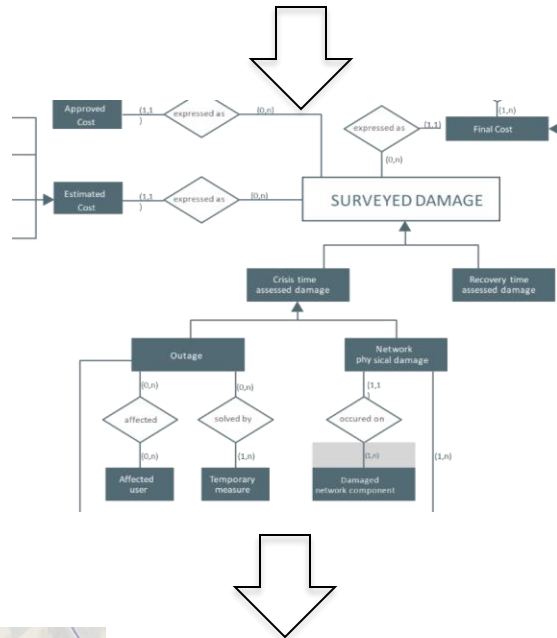 Approved
Cost
(1,1
)
expressed as
(0,n)
expressed as
(1,1)
(1,n)
Final Cost
(0,n)
Estimated
Cost
(1,1
)
expressed as
(0,n)
SURVEYED DAMAGE
Crisis time
assessed damage
Recovery time
assessed damage
Outage
Network
phy sical damage
(0,n)
(0,n)
(1,1
)
affected
solved by
occured on
(0,n)
(1,n)
(1,n)
(1,n)
Affected
user
Temporary
measure
Damaged
network component